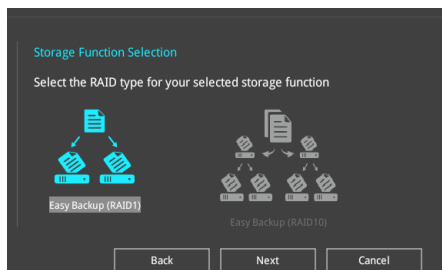 Storage Function Selection
Select the RAID type for your selected storage function
Easy Backup (RAID1)
Easy Backup (RAID10)
Back
Next
Cancel